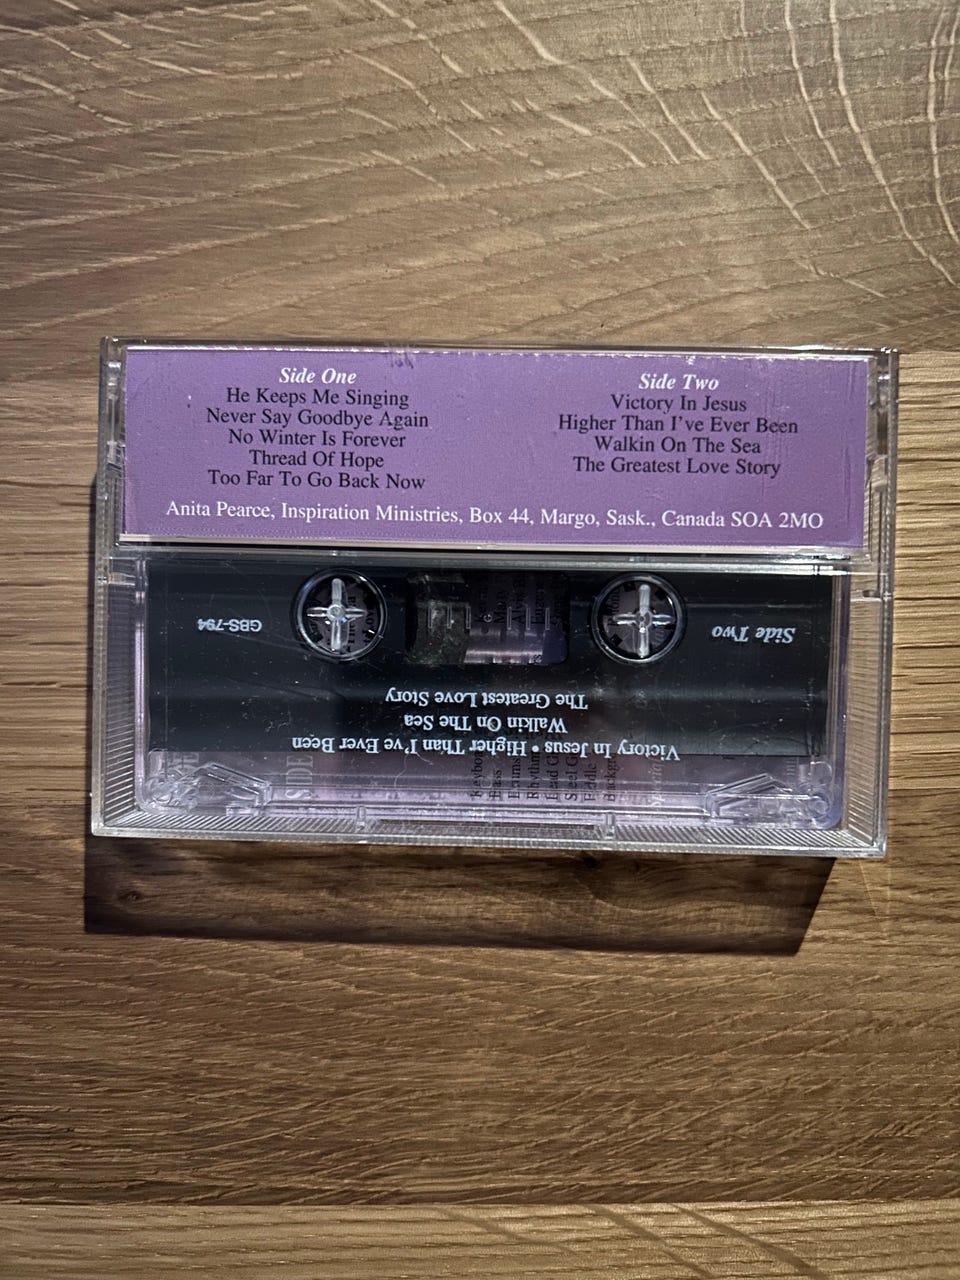 Side One
He Keeps Me Singing
Never Say Goodbye Again
No Winter Is Forever
Thread Of Hope
Too Far To Go Back Now
Side Two
Victory In Jesus
Higher Than I've Ever Been
Walkin On The Sea
The Greatest Love Story
Anita Pearce, Inspiration Ministries, Box 44, Margo, Sask., Canada SOA 2MO
Side Two
GBS-794
Victory In Jesus • Higher Than I've Ever Been
Walkin On The Sea
The Greatest Love Story
SIDE
Fiddle